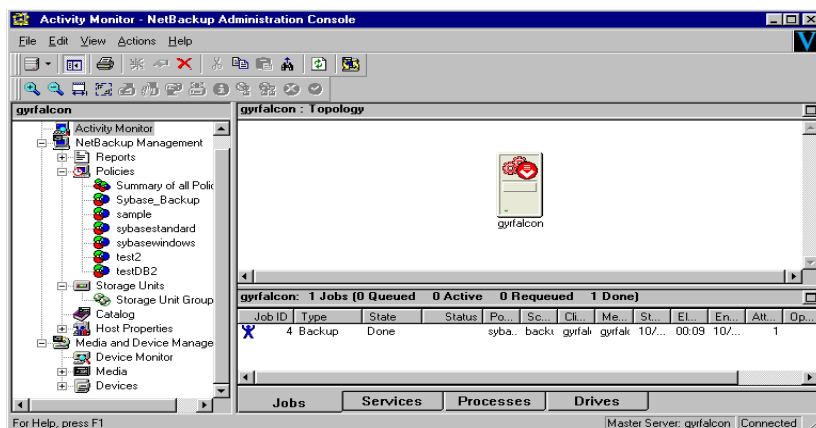 Activity Monitor - NetBackup Administration Console
File Edit View Actions Help
V
gyrfalcon
Activity Monitor
NetBackup Management
Reports
Policies
Summary of all Polic
Sybase_Backup
sample
sybasestandard
sybasewindows
test2
testDB2
Storage Units
Storage Unit Group
Catalog
Host Properties
Media and Device Manage
Device Monitor
Media
Devices
gyrfalcon : Topology
gyrfalcon
gyrfalcon: 1 Jobs (0 Queued 0 Active 0 Requeued 1 Done)
Job ID Type State Status Po... Sc... Cli... Me... St... El... En... Att... Op...
4 Backup Done syba.. backu gyrfalc gyrfalc 10/... 00:09 10/... 1
Jobs Services Processes Drives
For Help, press F1
Master Server: gyrfalcon Connected